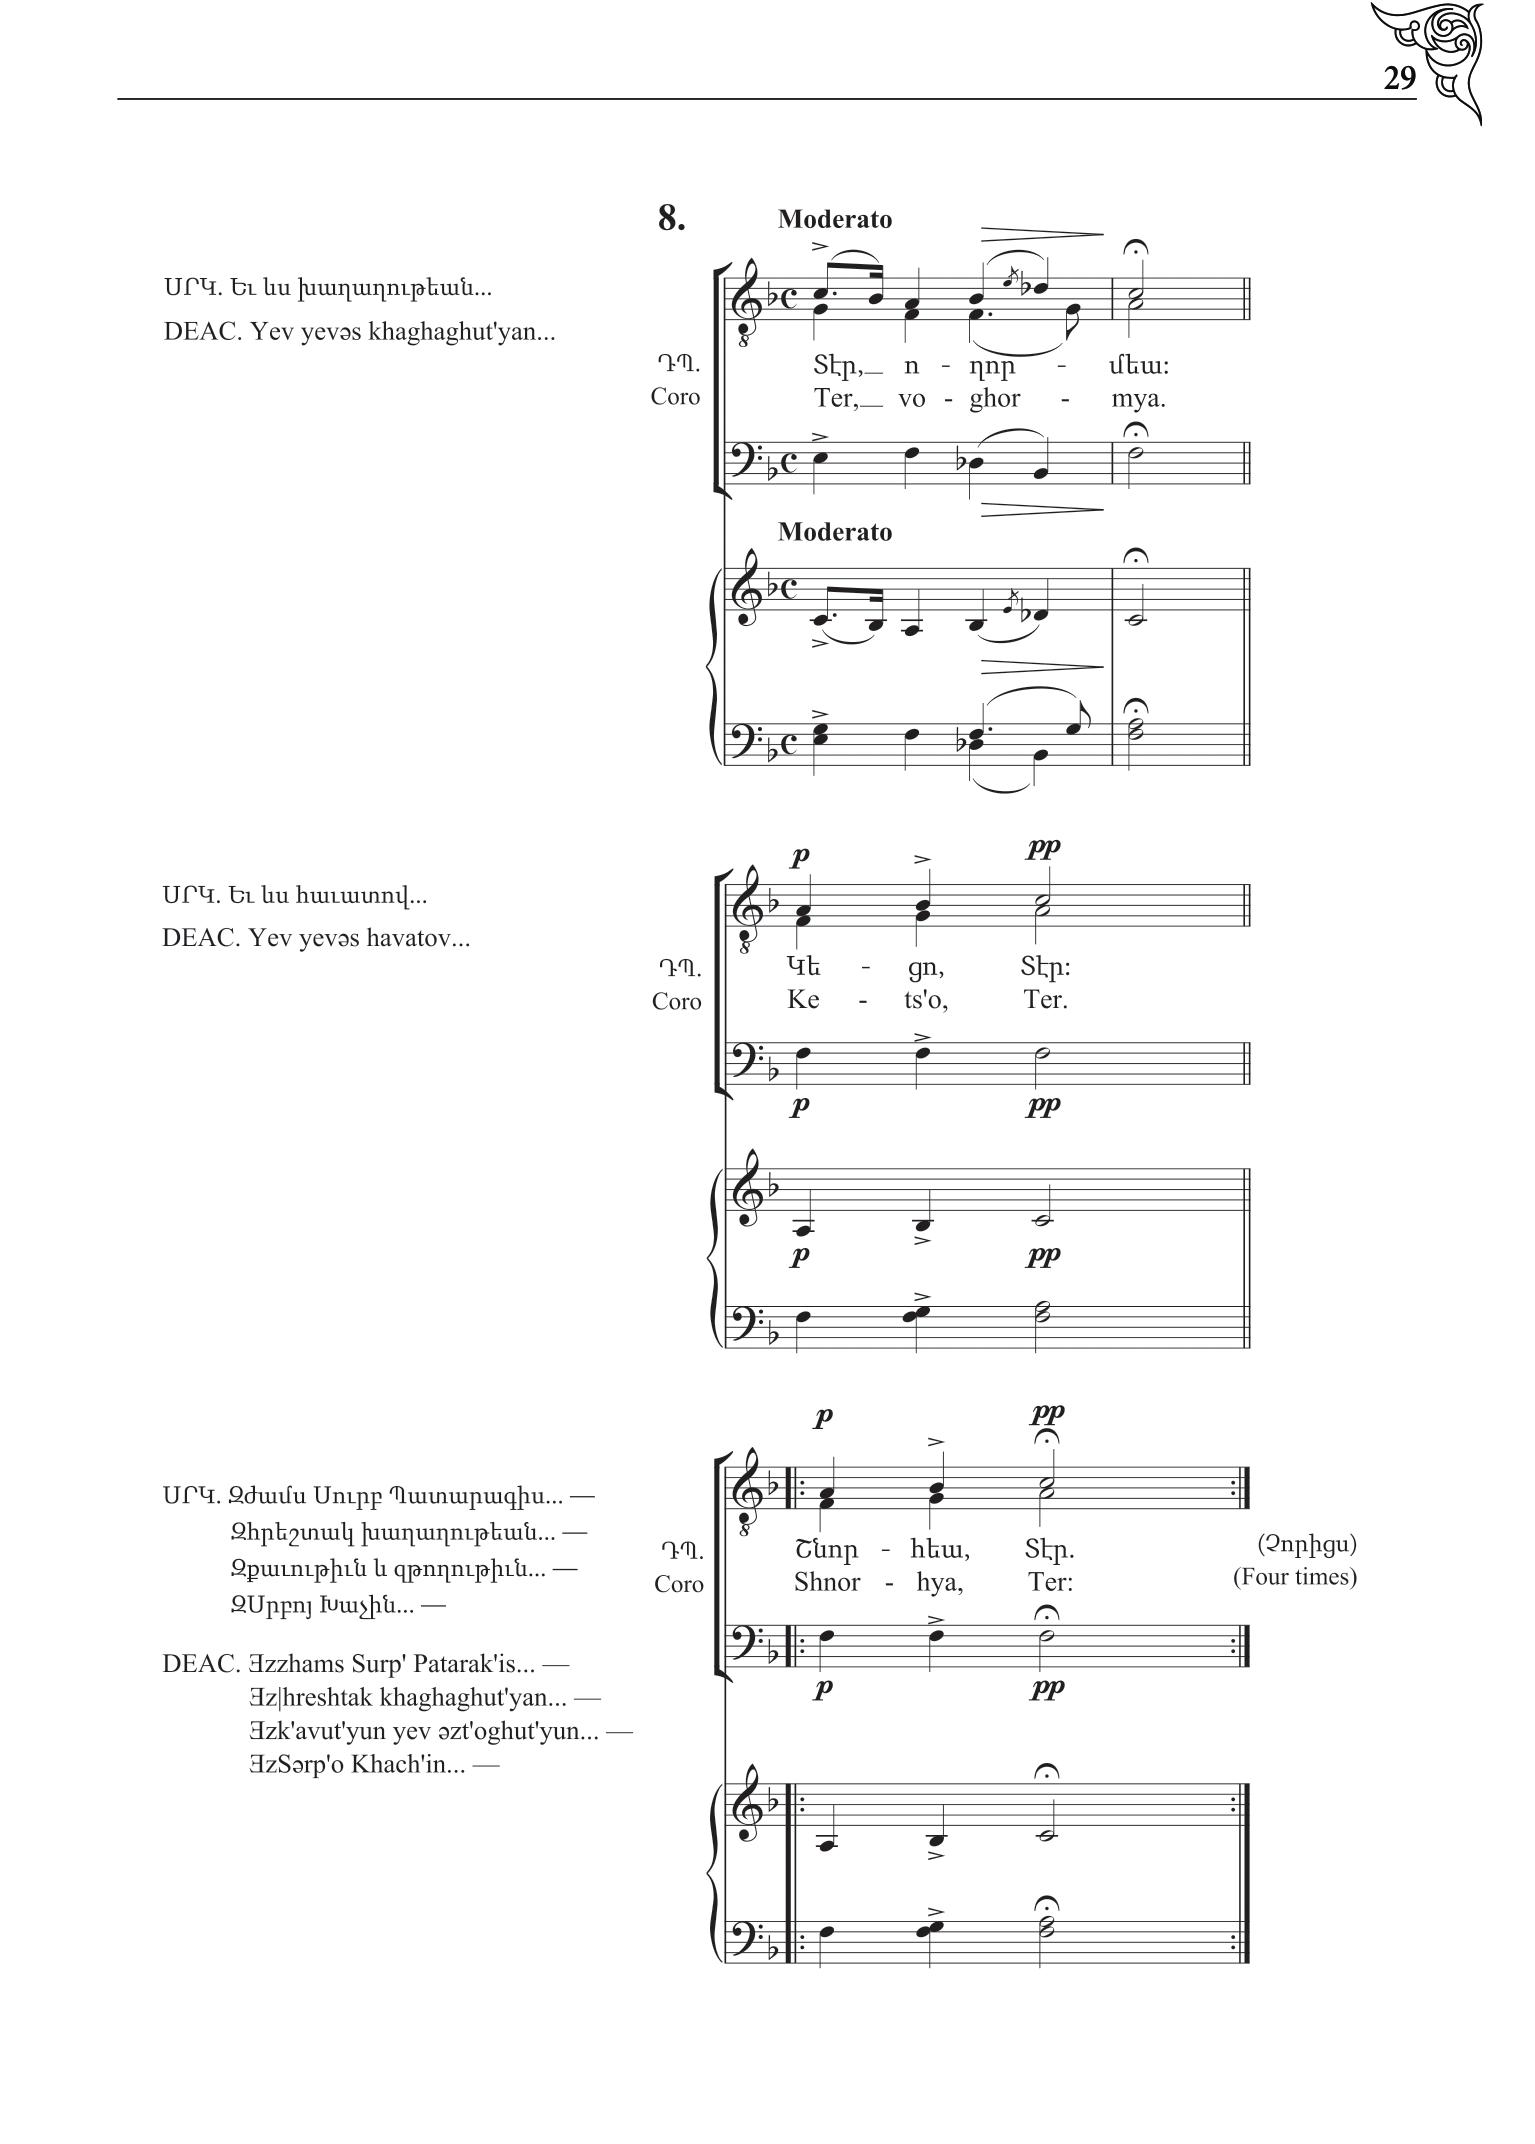 29
8. Moderato
ՍՐԿ. Եւ ևս խաղաղութեան...
DEAC. Yev yevəs khaghaghut'yan...
ԴՊ. Տէր,__ ո - ղոր - մեա:
Coro Ter,__ vo - ghor - mya.
Moderato
p pp
ՍՐԿ. Եւ ևս հաւատով...
DEAC. Yev yevəs havatov...
ԴՊ. Կե - ցո, Տէր:
Coro Ke - ts'o, Ter.
p pp
p pp
p pp
ՍՐԿ. Զժամս Սուրբ Պատարագիս... —
Զհրեշտակ խաղաղութեան... —
Զքաւութիւն և զթողութիւն... —
ԶՍրբոյ Խաչին... —
ԴՊ. Շնոր - հեա, Տէր. (Չորիցս)
Coro Shnor - hya, Ter: (Four times)
DEAC. Əzzhams Surp' Patarak'is... —
Əz|hreshtak khaghaghut'yan... —
Əzk'avut'yun yev əzt'oghut'yun... —
ƏzSərp'o Khach'in... —
p pp